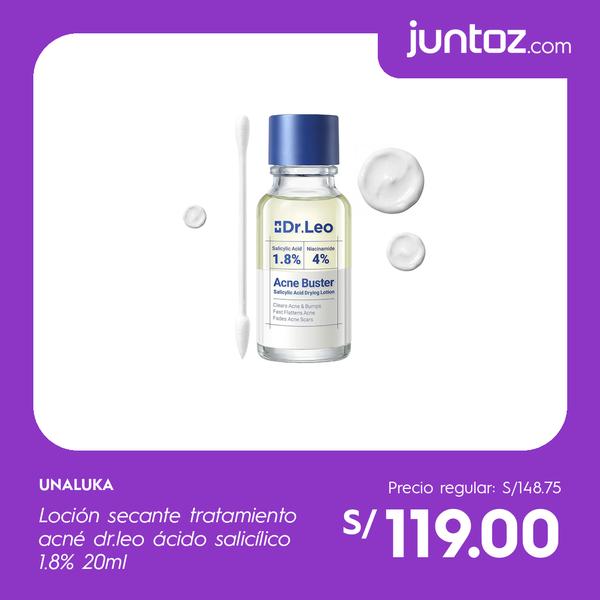 juntoz.com
Dr.Leo
Salicylic Acid Niacinamide
1.8% 4%
Acne Buster
Salicylic Acid Drying Lotion
Clears Acne & Bumps
Fast Flattens Acne
Fades Acne Scars
UNALUKA
Loción secante tratamiento
acné dr.leo ácido salicílico
1.8% 20ml
Precio regular: S/148.75
S/119.00